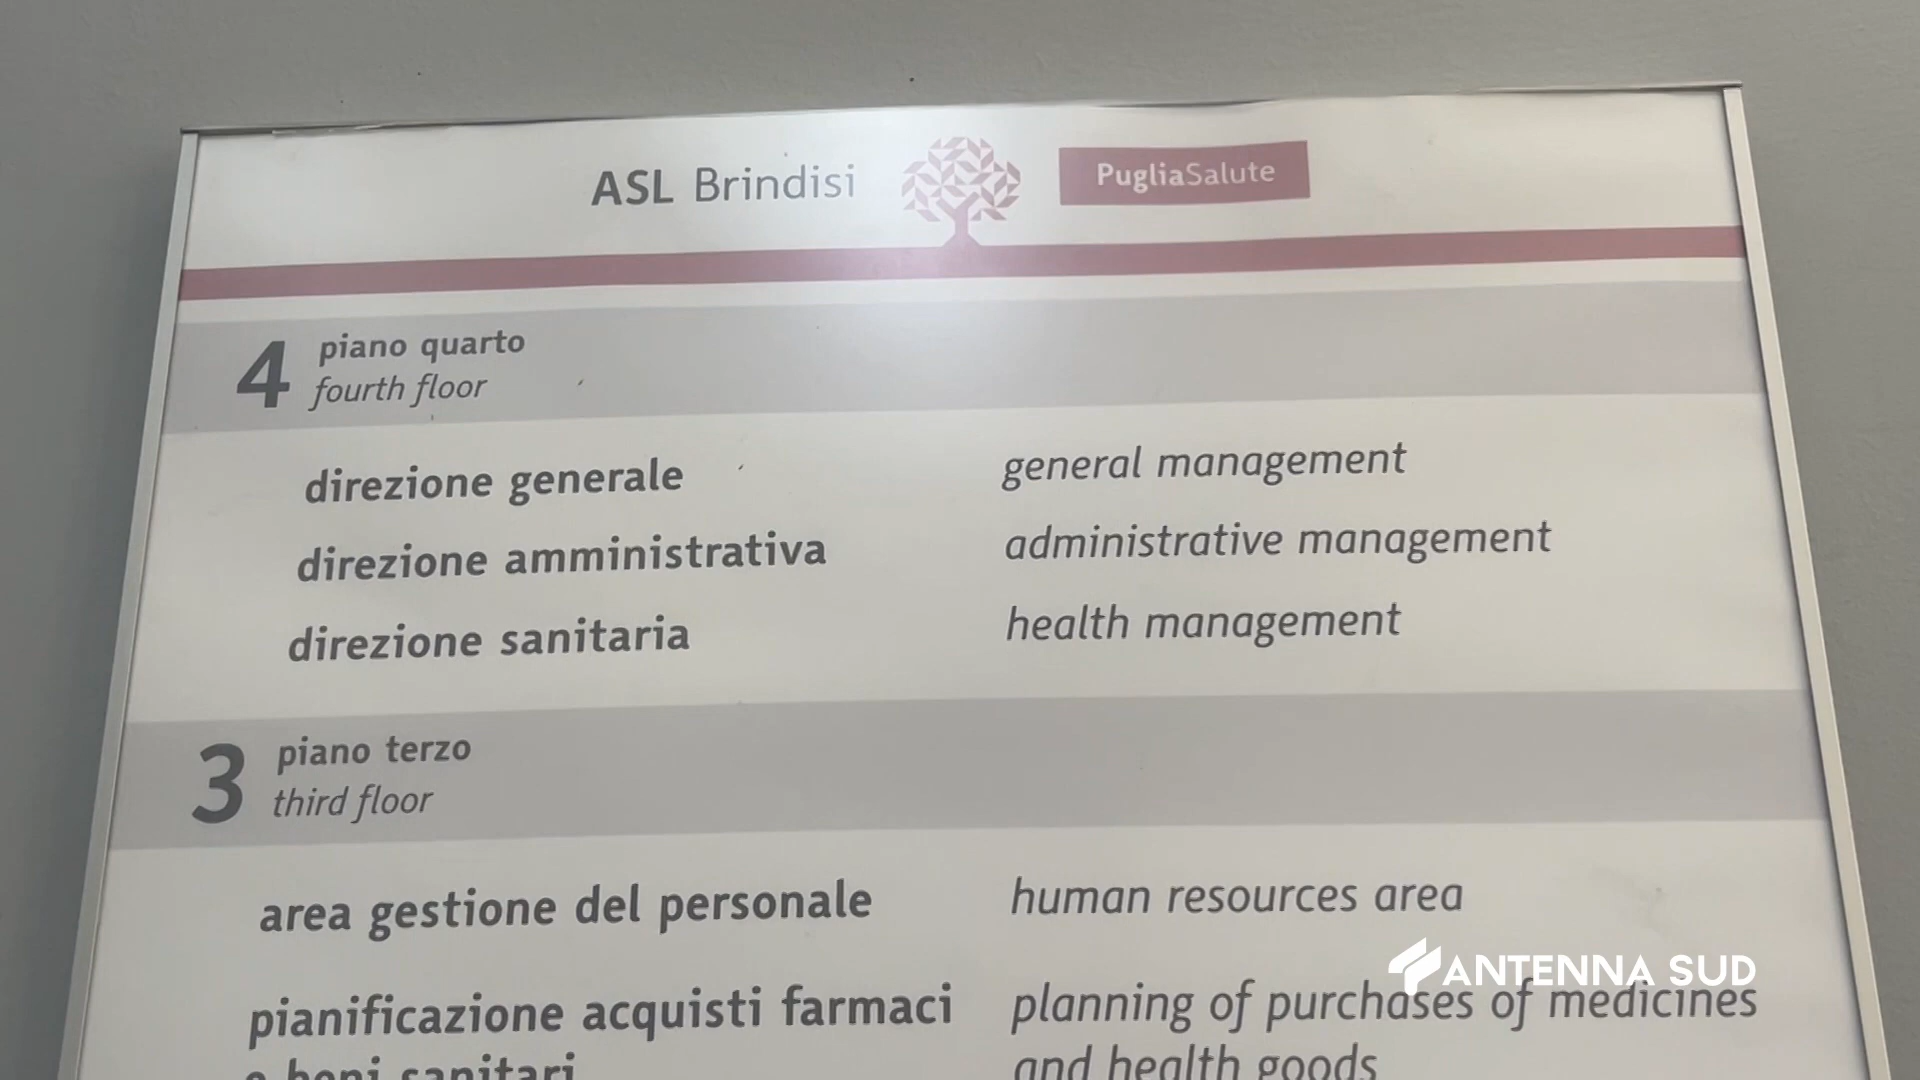 ASL Brindisi PugliaSalute
4 piano quarto
fourth floor
direzione generale general management
direzione amministrativa administrative management
direzione sanitaria health management
3 piano terzo
third floor
area gestione del personale human resources area
ANTENNA SUD
pianificazione acquisti farmaci planning of purchases of medicines
e beni sanitari and health goods